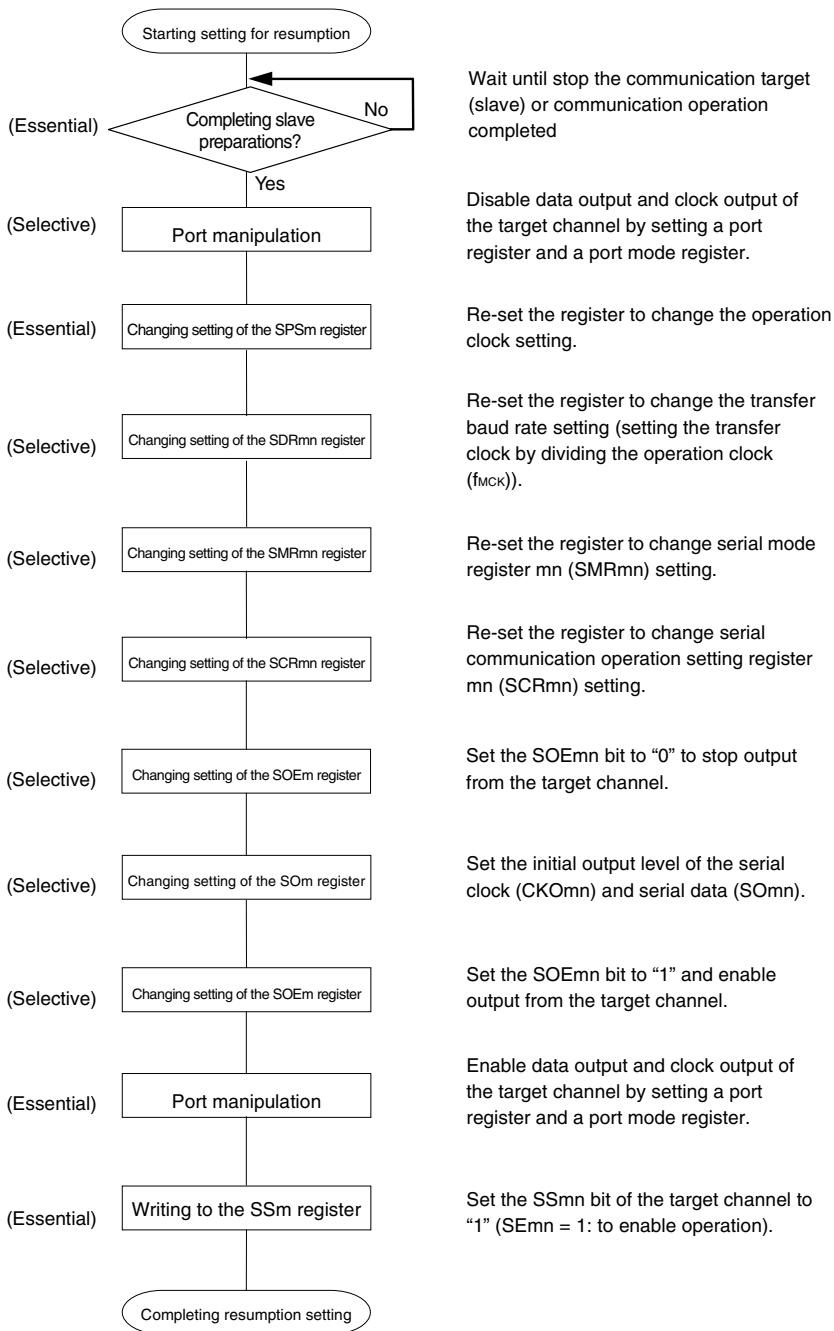 Starting setting for resumption
(Essential)
Completing slave
preparations?
No
Yes
Wait until stop the communication target
(slave) or communication operation
completed
(Selective)
Port manipulation
Disable data output and clock output of
the target channel by setting a port
register and a port mode register.
(Essential)
Changing setting of the SPSm register
Re-set the register to change the operation
clock setting.
(Selective)
Changing setting of the SDRmn register
Re-set the register to change the transfer
baud rate setting (setting the transfer
clock by dividing the operation clock
(fMCK)).
(Selective)
Changing setting of the SMRmn register
Re-set the register to change serial mode
register mn (SMRmn) setting.
(Selective)
Changing setting of the SCRmn register
Re-set the register to change serial
communication operation setting register
mn (SCRmn) setting.
(Selective)
Changing setting of the SOEm register
Set the SOEmn bit to “0” to stop output
from the target channel.
(Selective)
Changing setting of the SOm register
Set the initial output level of the serial
clock (CKOmn) and serial data (SOmn).
(Selective)
Changing setting of the SOEm register
Set the SOEmn bit to “1” and enable
output from the target channel.
(Essential)
Port manipulation
Enable data output and clock output of
the target channel by setting a port
register and a port mode register.
(Essential)
Writing to the SSm register
Set the SSmn bit of the target channel to
“1” (SEmn = 1: to enable operation).
Completing resumption setting